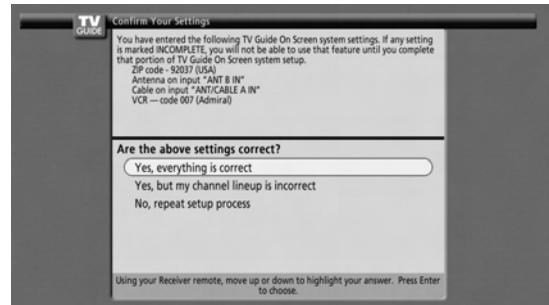 TV
GUIDE
Confirm Your Settings
You have entered the following TV Guide On Screen system settings. If any setting
is marked INCOMPLETE, you will not be able to use that feature until you complete
that portion of TV Guide On Screen system setup.
ZIP code - 92037 (USA)
Antenna on input "ANT B IN"
Cable on input "ANT/CABLE A IN"
VCR — code 007 (Admiral)
Are the above settings correct?
Yes, everything is correct
Yes, but my channel lineup is incorrect
No, repeat setup process
Using your Receiver remote, move up or down to highlight your answer. Press Enter
to choose.